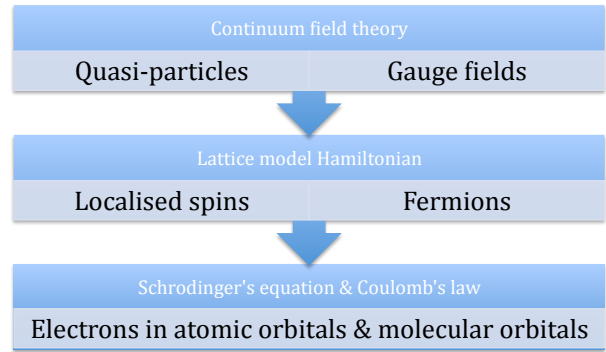 Continuum field theory
Quasi-particles Gauge fields
Lattice model Hamiltonian
Localised spins Fermions
Schrodinger's equation & Coulomb's law
Electrons in atomic orbitals & molecular orbitals